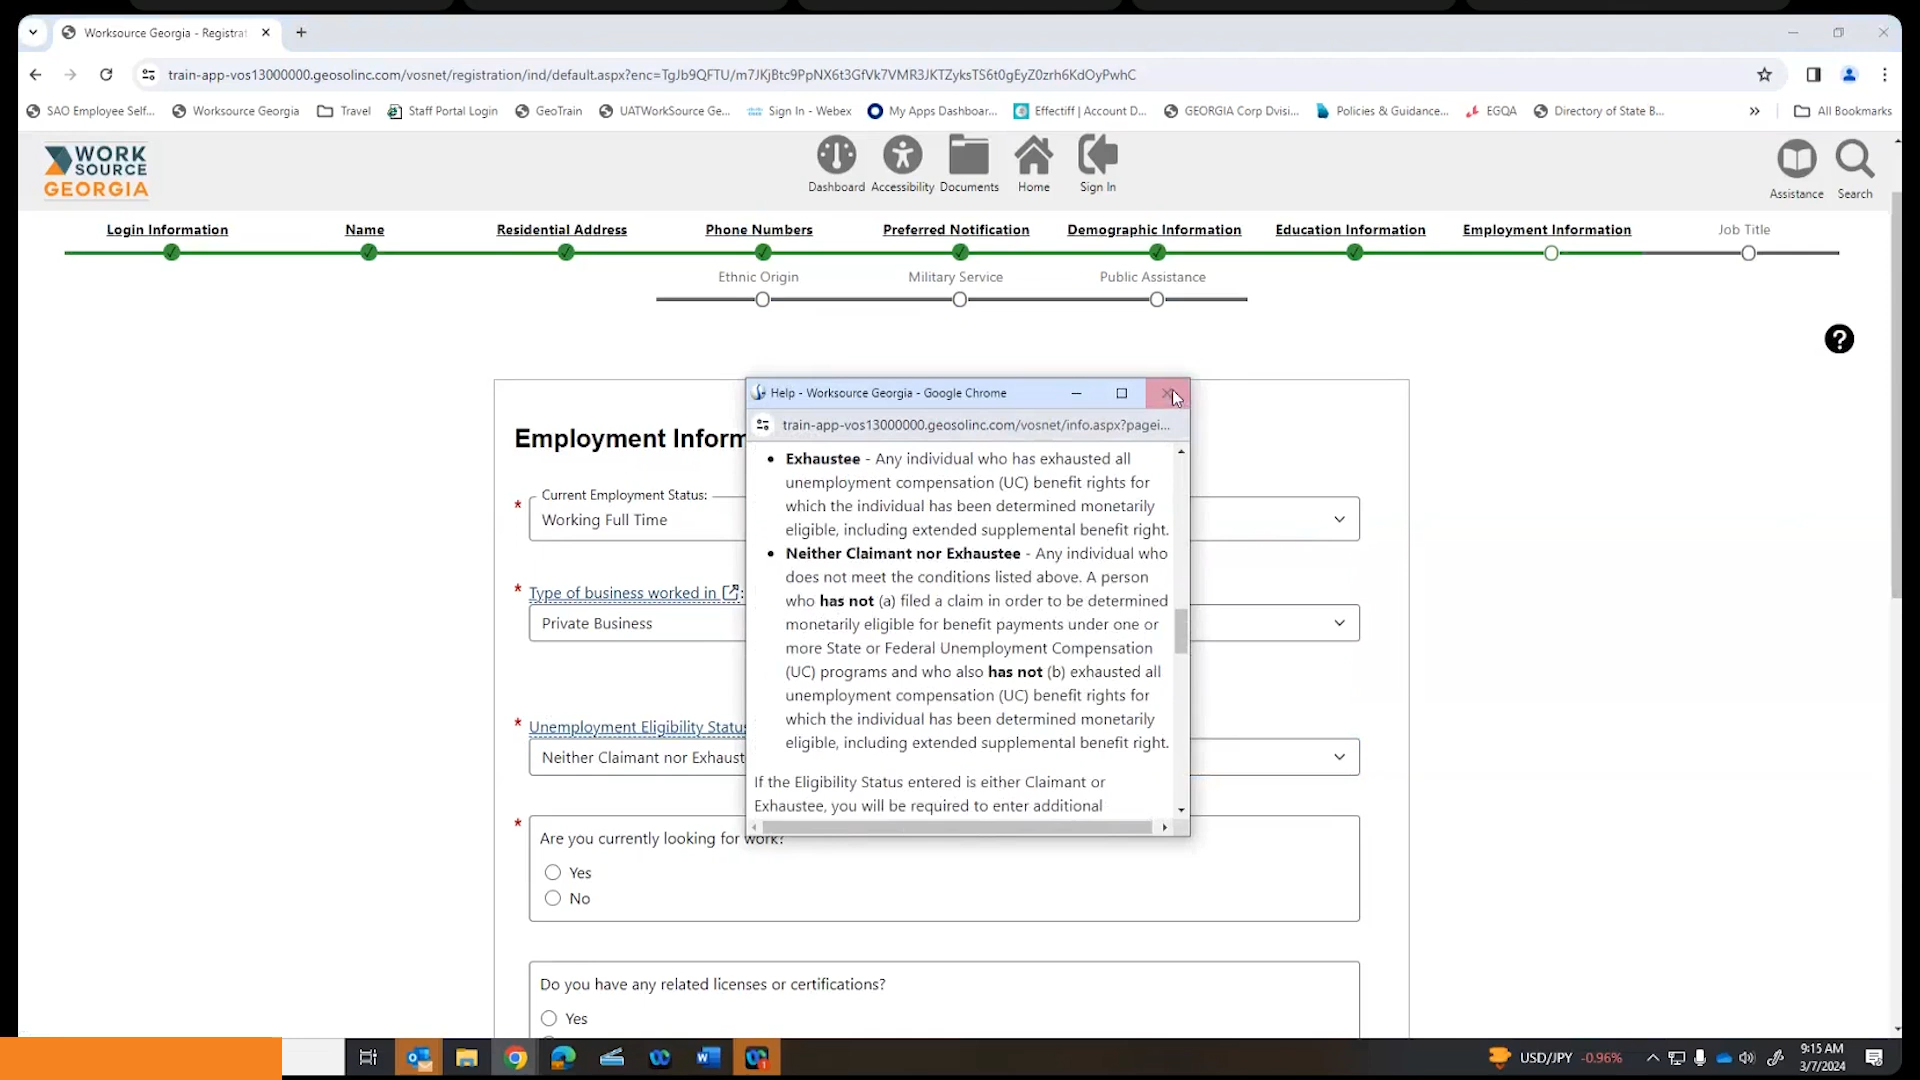 Worksource Georgia - Registrat
train-app-vos13000000.geosolinc.com/vosnet/registration/ind/default.aspx?enc=TgJb9QFTU/m7JKjBtc9PpNX6t3GfVk7VMR3JKTZyksTS6t0gEyZ0zrh6KdOyPwhC
SAO Employee Self...
Worksource Georgia
Travel
Staff Portal Login
GeoTrain
UATWorkSource Ge...
Sign In - Webex
My Apps Dashboar...
Effectiff | Account D...
GEORGIA Corp Dvisi...
Policies & Guidance...
EGQA
Directory of State B...
All Bookmarks
WORK
SOURCE
GEORGIA
Dashboard
Accessibility
Documents
Home
Sign In
Assistance
Search
Login Information
Name
Residential Address
Phone Numbers
Preferred Notification
Demographic Information
Education Information
Employment Information
Job Title
Ethnic Origin
Military Service
Public Assistance
?
Employment Inform
* Current Employment Status:
Working Full Time
* Type of business worked in :
Private Business
* Unemployment Eligibility Status
Neither Claimant nor Exhaust
* Are you currently looking for work?
Yes
No
Do you have any related licenses or certifications?
Yes
Help - Worksource Georgia - Google Chrome
train-app-vos13000000.geosolinc.com/vosnet/info.aspx?pagei...
• Exhaustee - Any individual who has exhausted all
unemployment compensation (UC) benefit rights for
which the individual has been determined monetarily
eligible, including extended supplemental benefit right.
• Neither Claimant nor Exhaustee - Any individual who
does not meet the conditions listed above. A person
who has not (a) filed a claim in order to be determined
monetarily eligible for benefit payments under one or
more State or Federal Unemployment Compensation
(UC) programs and who also has not (b) exhausted all
unemployment compensation (UC) benefit rights for
which the individual has been determined monetarily
eligible, including extended supplemental benefit right.
If the Eligibility Status entered is either Claimant or
Exhaustee, you will be required to enter additional
USD/JPY -0.96%
9:15 AM
3/7/2024